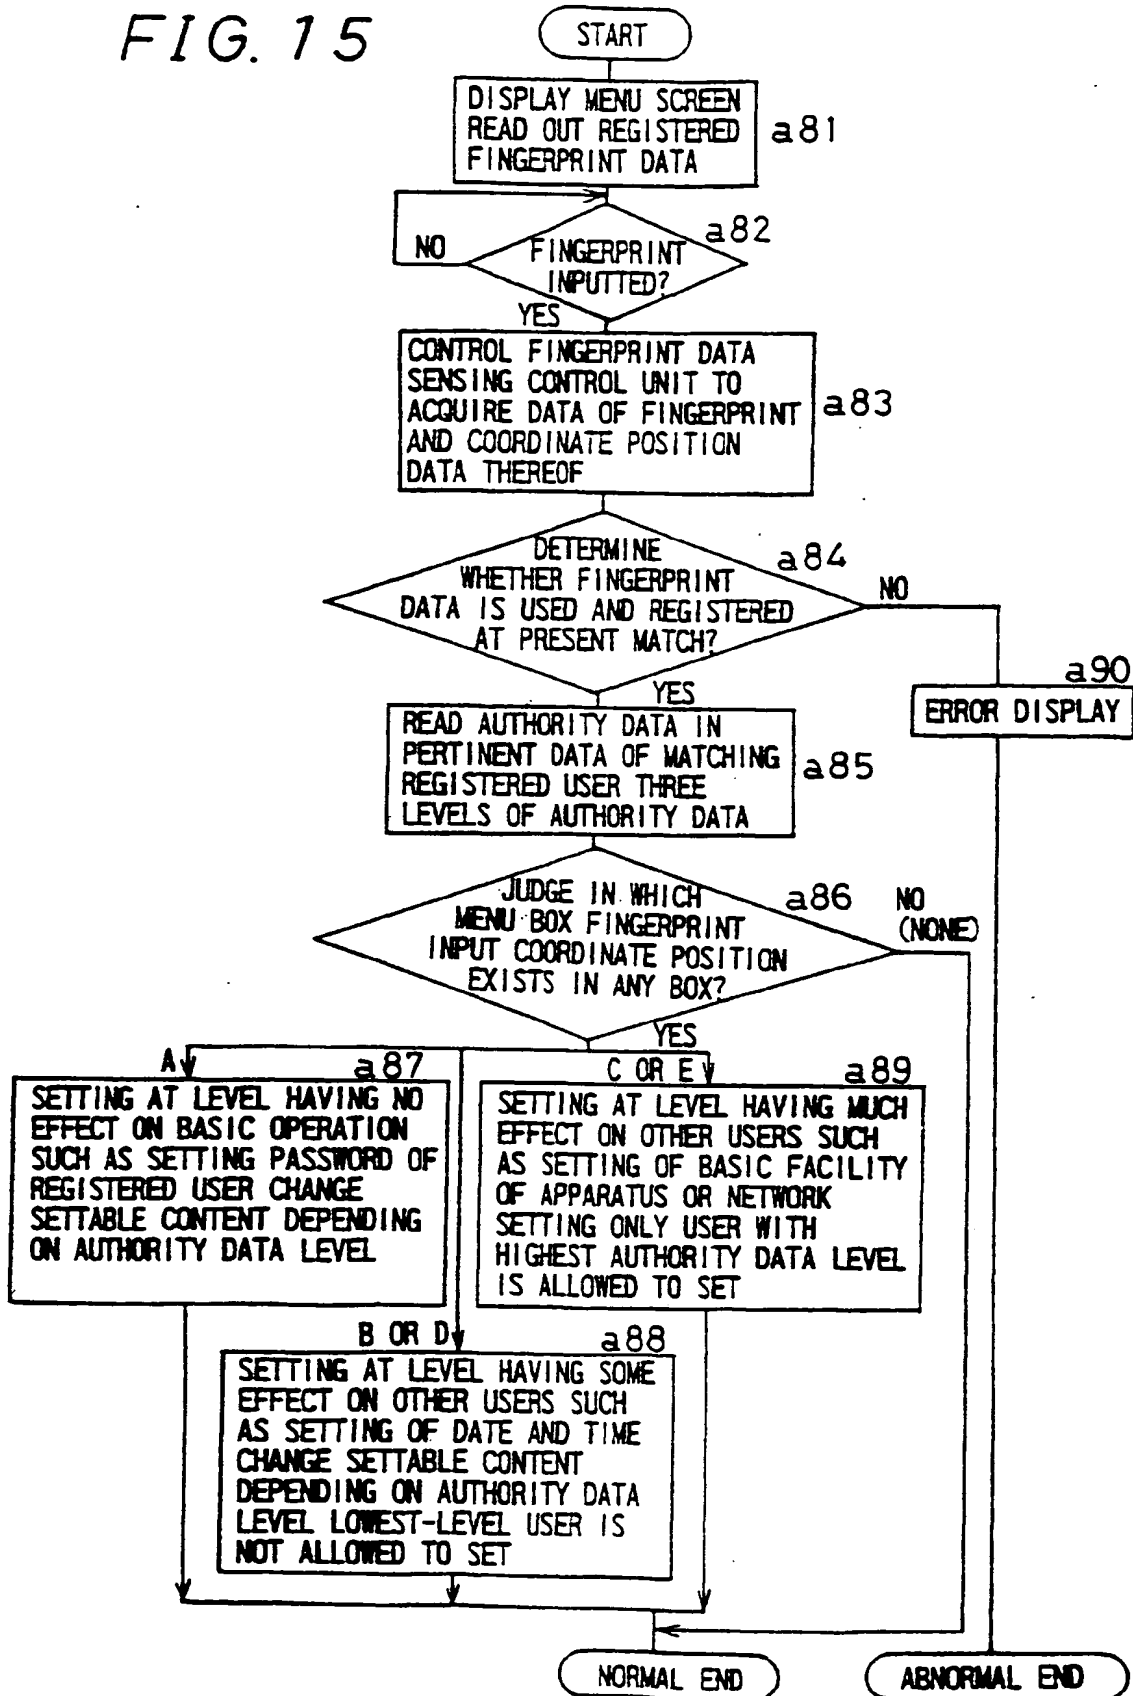 FIG. 15
START
DISPLAY MENU SCREEN
READ OUT REGISTERED
FINGERPRINT DATA
a81
a82
NO
FINGERPRINT
INPUTTED?
YES
CONTROL FINGERPRINT DATA
SENSING CONTROL UNIT TO
ACQUIRE DATA OF FINGERPRINT
AND COORDINATE POSITION
DATA THEREOF
a83
DETERMINE
WHETHER FINGERPRINT
DATA IS USED AND REGISTERED
AT PRESENT MATCH?
a84
NO
a90
ERROR DISPLAY
YES
READ AUTHORITY DATA IN
PERTINENT DATA OF MATCHING
REGISTERED USER THREE
LEVELS OF AUTHORITY DATA
a85
JUDGE IN WHICH
MENU BOX FINGERPRINT
INPUT COORDINATE POSITION
EXISTS IN ANY BOX?
a86
NO
(NONE)
YES
A
a87
SETTING AT LEVEL HAVING NO
EFFECT ON BASIC OPERATION
SUCH AS SETTING PASSWORD OF
REGISTERED USER CHANGE
SETTABLE CONTENT DEPENDING
ON AUTHORITY DATA LEVEL
C OR E
a89
SETTING AT LEVEL HAVING MUCH
EFFECT ON OTHER USERS SUCH
AS SETTING OF BASIC FACILITY
OF APPARATUS OR NETWORK
SETTING ONLY USER WITH
HIGHEST AUTHORITY DATA LEVEL
IS ALLOWED TO SET
B OR D
a88
SETTING AT LEVEL HAVING SOME
EFFECT ON OTHER USERS SUCH
AS SETTING OF DATE AND TIME
CHANGE SETTABLE CONTENT
DEPENDING ON AUTHORITY DATA
LEVEL LOWEST-LEVEL USER IS
NOT ALLOWED TO SET
NORMAL END
ABNORMAL END